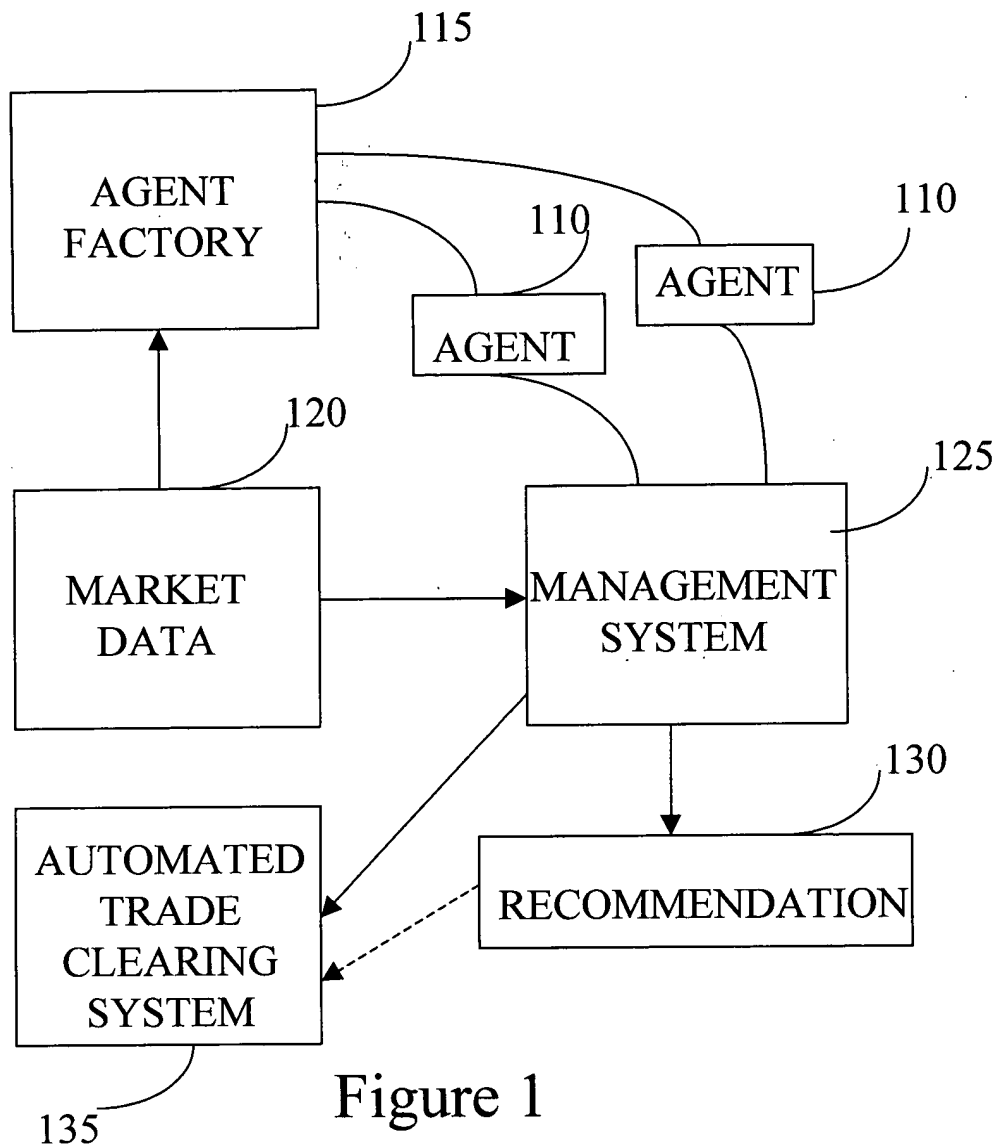 115
AGENT
FACTORY
110
AGENT
110
AGENT
120
MARKET
DATA
125
MANAGEMENT
SYSTEM
130
RECOMMENDATION
AUTOMATED
TRADE
CLEARING
SYSTEM
135
Figure 1